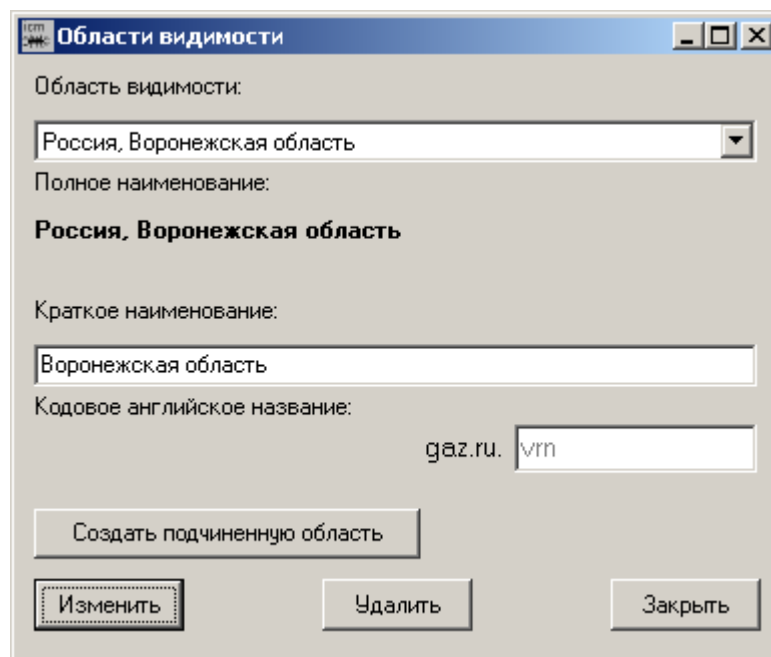 Области видимости
Область видимости:
Россия, Воронежская область
Полное наименование:
Россия, Воронежская область
Краткое наименование:
Воронежская область
Кодовое английское название:
gaz.ru. vrn
Создать подчиненную область
Изменить Удалить Закрыть